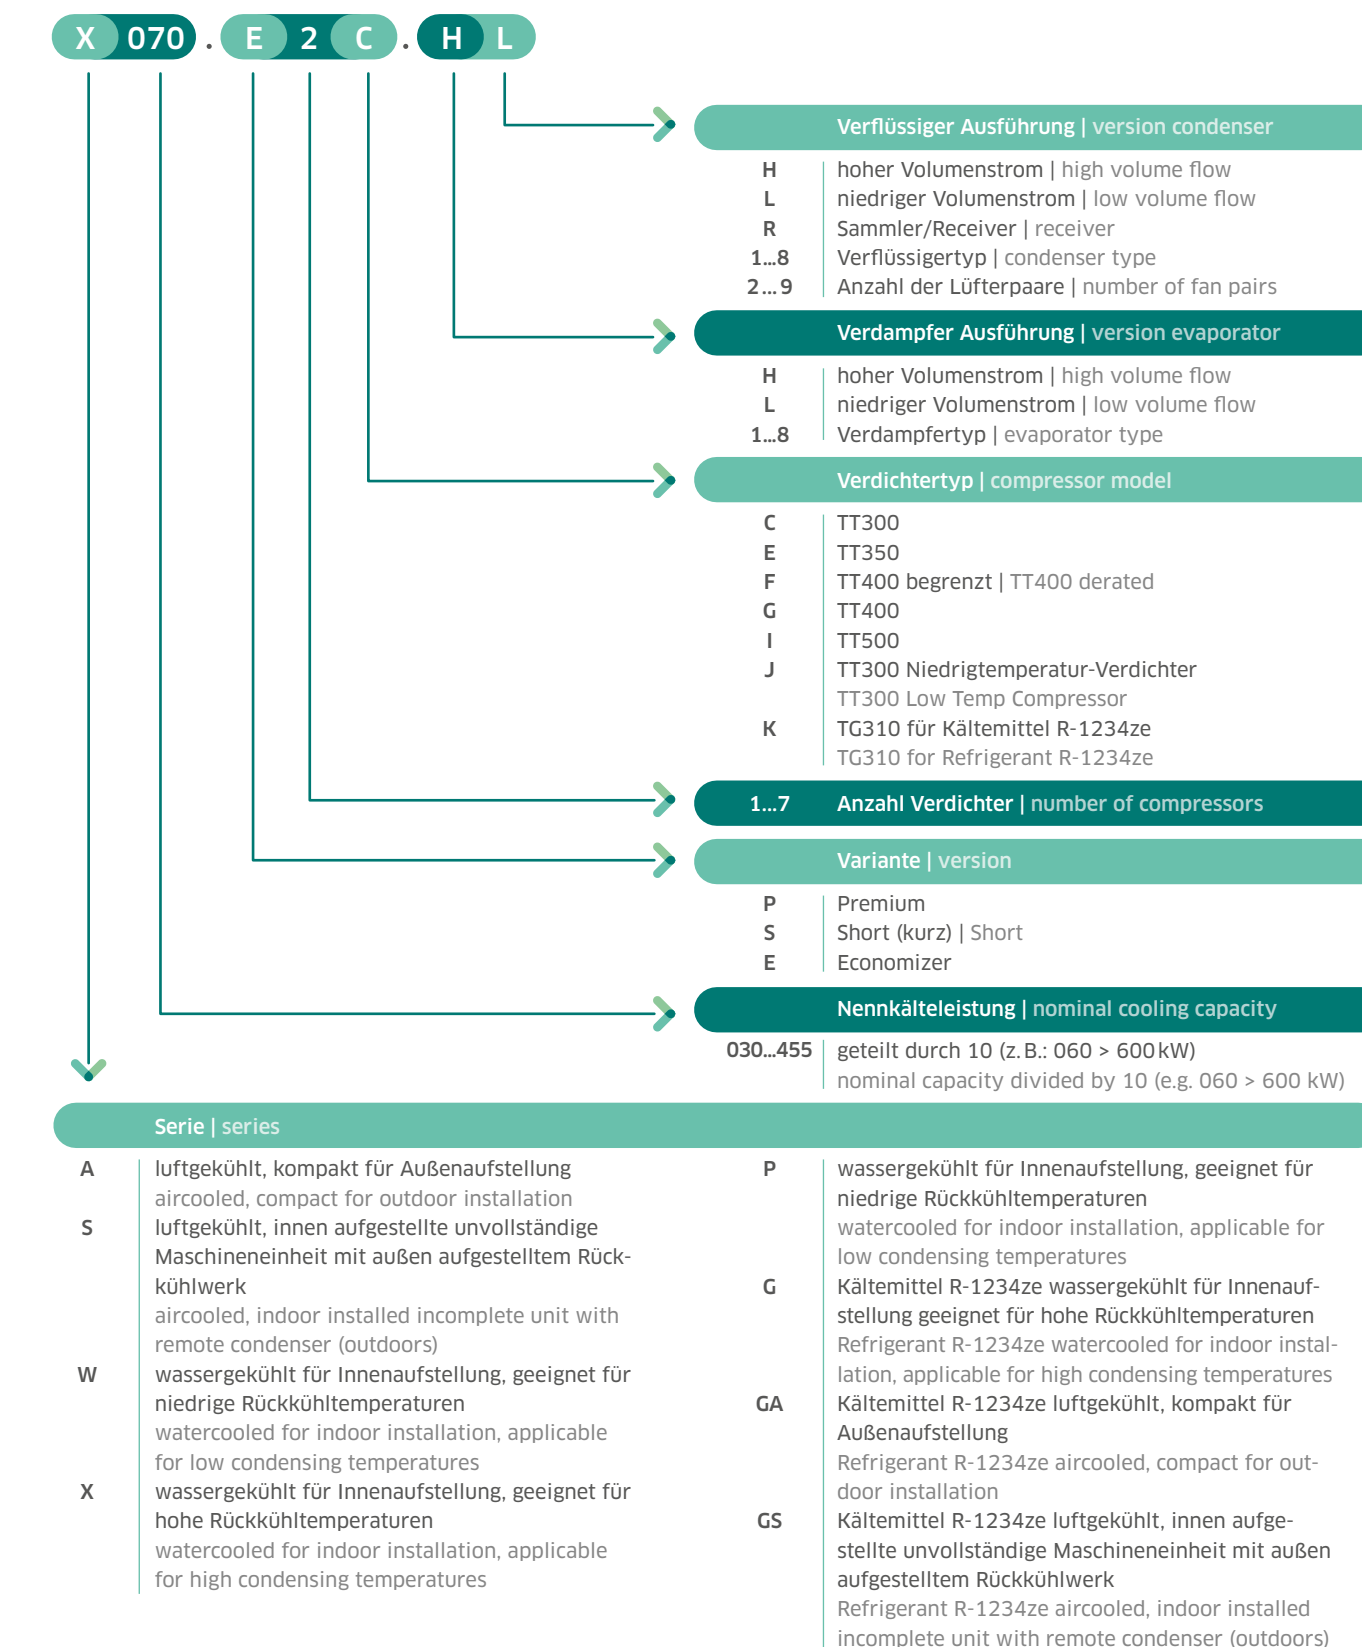 X 070 . E 2 C . H L
Verflüssiger Ausführung | version condenser
H hoher Volumenstrom | high volume flow
L niedriger Volumenstrom | low volume flow
R Sammler/Receiver | receiver
1...8 Verflüssigertyp | condenser type
2...9 Anzahl der Lüfterpaare | number of fan pairs
Verdampfer Ausführung | version evaporator
H hoher Volumenstrom | high volume flow
L niedriger Volumenstrom | low volume flow
1...8 Verdampfertyp | evaporator type
Verdichtertyp | compressor model
C TT300
E TT350
F TT400 begrenzt | TT400 derated
G TT400
I TT500
J TT300 Niedrigtemperatur-Verdichter
TT300 Low Temp Compressor
K TG310 für Kältemittel R-1234ze
TG310 for Refrigerant R-1234ze
1...7 Anzahl Verdichter | number of compressors
Variante | version
P Premium
S Short (kurz) | Short
E Economizer
Nennkälteleistung | nominal cooling capacity
030...455 geteilt durch 10 (z. B.: 060 > 600 kW)
nominal capacity divided by 10 (e.g. 060 > 600 kW)
Serie | series
A luftgekühlt, kompakt für Außenaufstellung
aircooled, compact for outdoor installation
S luftgekühlt, innen aufgestellte unvollständige
Maschineneinheit mit außen aufgestelltem Rück-
kühlwerk
aircooled, indoor installed incomplete unit with
remote condenser (outdoors)
W wassergekühlt für Innenaufstellung, geeignet für
niedrige Rückkühltemperaturen
watercooled for indoor installation, applicable
for low condensing temperatures
X wassergekühlt für Innenaufstellung, geeignet für
hohe Rückkühltemperaturen
watercooled for indoor installation, applicable
for high condensing temperatures
P wassergekühlt für Innenaufstellung, geeignet für
niedrige Rückkühltemperaturen
watercooled for indoor installation, applicable for
low condensing temperatures
G Kältemittel R-1234ze wassergekühlt für Innenauf-
stellung geeignet für hohe Rückkühltemperaturen
Refrigerant R-1234ze watercooled for indoor instal-
lation, applicable for high condensing temperatures
GA Kältemittel R-1234ze luftgekühlt, kompakt für
Außenaufstellung
Refrigerant R-1234ze aircooled, compact for out-
door installation
GS Kältemittel R-1234ze luftgekühlt, innen aufge-
stellte unvollständige Maschineneinheit mit außen
aufgestelltem Rückkühlwerk
Refrigerant R-1234ze aircooled, indoor installed
incomplete unit with remote condenser (outdoors)